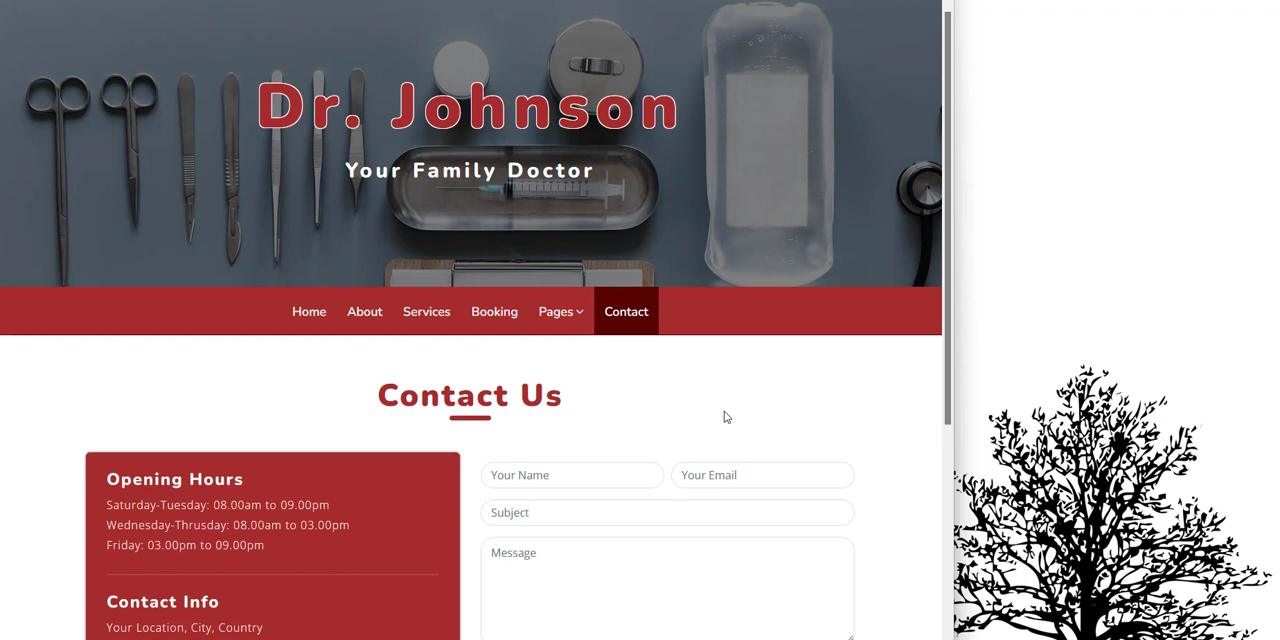 Dr. Johnson
Your Family Doctor
Home About Services Booking Pages Contact
Contact Us
Opening Hours
Saturday-Tuesday: 08.00am to 09.00pm
Wednesday-Thrusday: 08.00am to 03.00pm
Friday: 03.00pm to 09.00pm
Contact Info
Your Location, City, Country
Your Name Your Email
Subject
Message